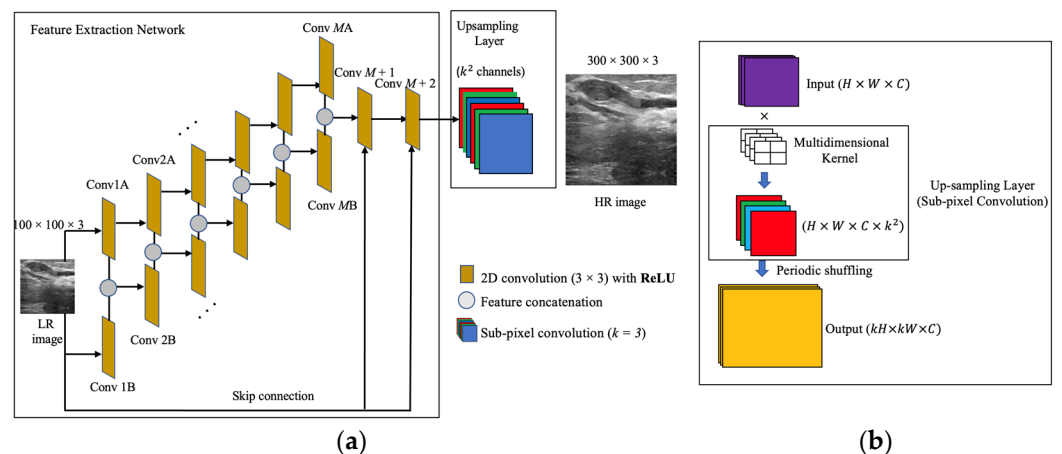 Feature Extraction Network
Conv MA
Conv M + 1
Conv M + 2
Conv2A
Conv1A
100 × 100 × 3
LR
image
Conv 1B
Conv 2B
Conv MB
Skip connection
Upsampling
Layer
(k² channels)
300 × 300 × 3
HR image
2D convolution (3 × 3) with ReLU
Feature concatenation
Sub-pixel convolution (k = 3)
(a)
Input (H × W × C)
×
Multidimensional
Kernel
Up-sampling Layer
(Sub-pixel Convolution)
(H × W × C × k²)
Periodic shuffling
Output (kH×kW×C)
(b)